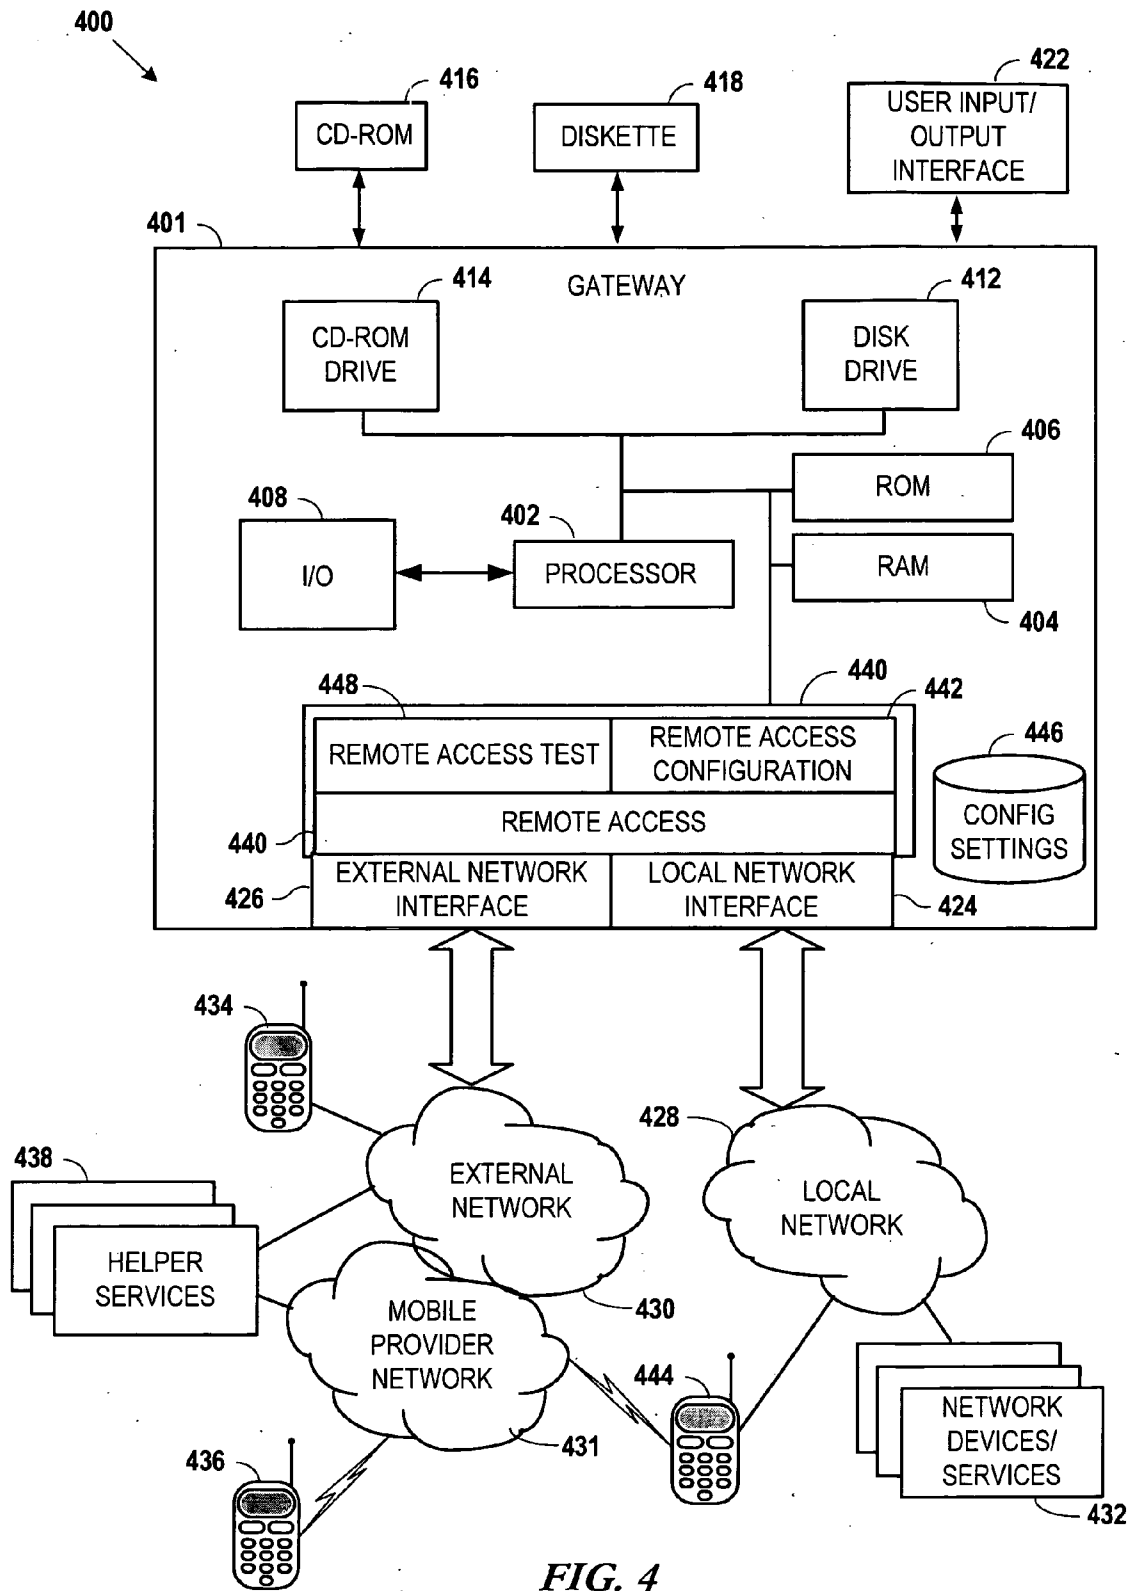 400
416
CD-ROM
418
DISKETTE
422
USER INPUT/
OUTPUT
INTERFACE
401
GATEWAY
414
CD-ROM
DRIVE
412
DISK
DRIVE
406
ROM
408
I/O
402
PROCESSOR
RAM
404
448
440
442
REMOTE ACCESS TEST
REMOTE ACCESS
CONFIGURATION
446
CONFIG
SETTINGS
REMOTE ACCESS
440
EXTERNAL NETWORK
INTERFACE
426
LOCAL NETWORK
INTERFACE
424
434
428
438
EXTERNAL
NETWORK
LOCAL
NETWORK
HELPER
SERVICES
430
MOBILE
PROVIDER
NETWORK
444
431
436
NETWORK
DEVICES/
SERVICES
432
FIG. 4